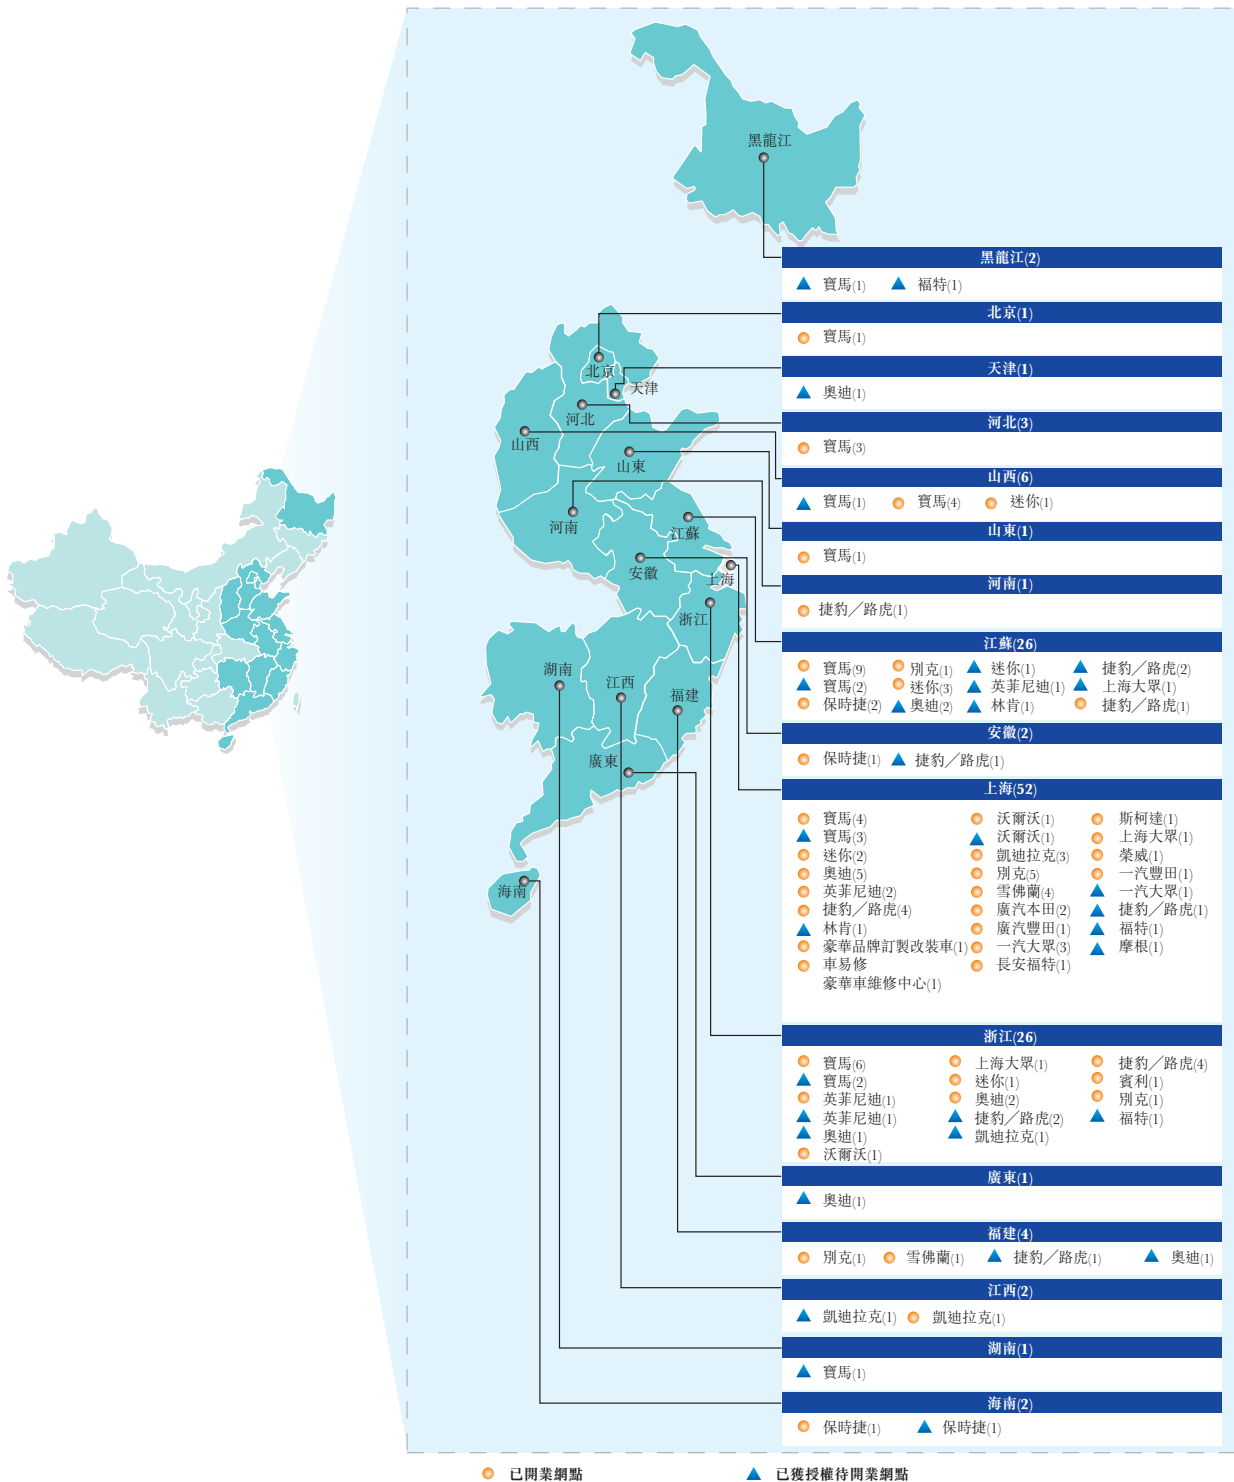 黑龍江
黑龍江(2)
寶馬(1) 福特(1)
北京(1)
寶馬(1)
北京
天津(1)
天津
奧迪(1)
河北
河北(3)
山西
寶馬(3)
山東
山西(6)
寶馬(1) 寶馬(4) 迷你(1)
河南
江蘇
山東(1)
寶馬(1)
安徽
上海
河南(1)
捷豹╱路虎(1)
浙江
江蘇(26)
寶馬(9) 別克(1) 迷你(1) 捷豹╱路虎(2)
寶馬(2) 迷你(3) 英菲尼迪(1) 上海大眾(1)
保時捷(2) 奧迪(2) 林肯(1) 捷豹╱路虎(1)
湖南
江西
福建
安徽(2)
保時捷(1) 捷豹╱路虎(1)
廣東
上海(52)
寶馬(4) 沃爾沃(1) 斯柯達(1)
寶馬(3) 沃爾沃(1) 上海大眾(1)
迷你(2) 凱迪拉克(3) 榮威(1)
奧迪(5) 別克(5) 一汽豐田(1)
英菲尼迪(2) 雪佛蘭(4) 一汽大眾(1)
捷豹╱路虎(4) 廣汽本田(2) 捷豹╱路虎(1)
林肯(1) 廣汽豐田(1) 福特(1)
豪華品牌訂製改裝車(1) 一汽大眾(3) 摩根(1)
車易修 長安福特(1)
豪華車維修中心(1)
海南
浙江(26)
寶馬(6) 上海大眾(1) 捷豹╱路虎(4)
寶馬(2) 迷你(1) 賓利(1)
英菲尼迪(1) 奧迪(2) 別克(1)
英菲尼迪(1) 捷豹╱路虎(2) 福特(1)
奧迪(1) 凱迪拉克(1)
沃爾沃(1)
廣東(1)
奧迪(1)
福建(4)
別克(1) 雪佛蘭(1) 捷豹╱路虎(1) 奧迪(1)
江西(2)
凱迪拉克(1) 凱迪拉克(1)
湖南(1)
寶馬(1)
海南(2)
保時捷(1) 保時捷(1)
已開業網點 已獲授權待開業網點